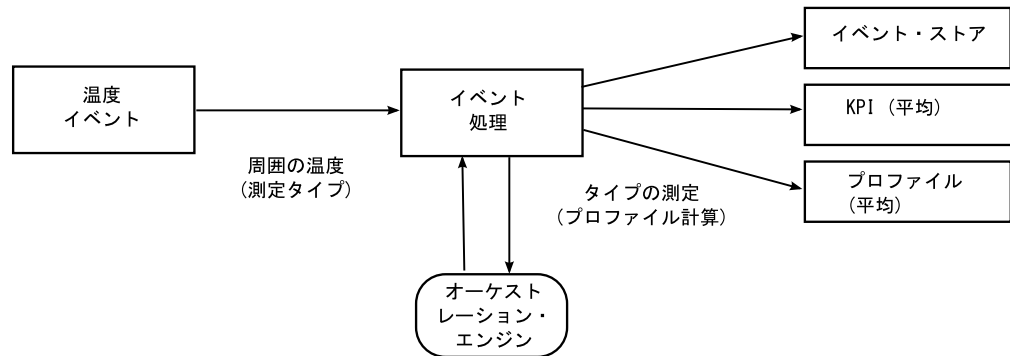 温度
イベント
周囲の温度
(測定タイプ)
イベント
処理
オーケスト
レーション・
エンジン
タイプの測定
(プロファイル計算)
イベント・ストア
KPI (平均)
プロファイル
(平均)